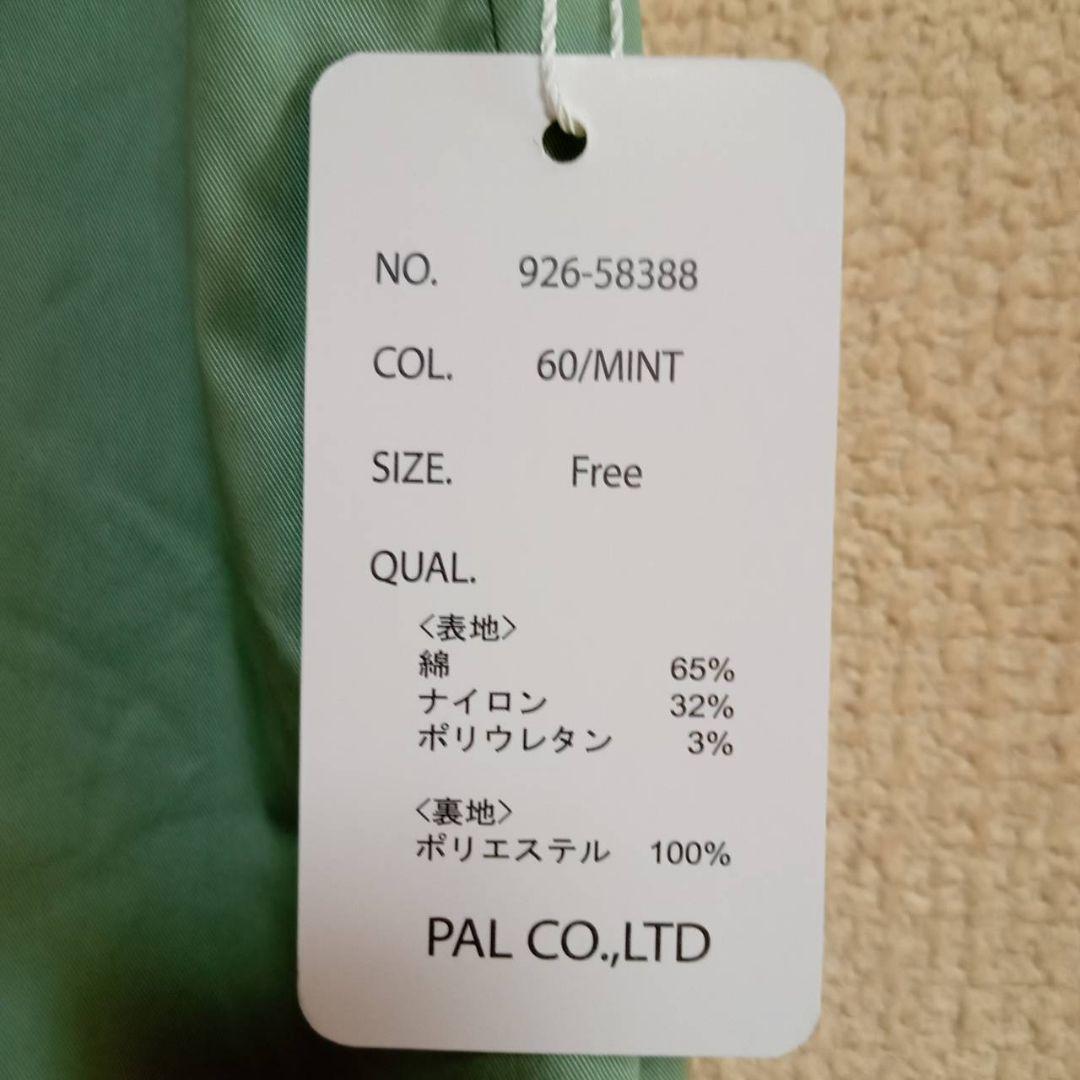 NO. 926-58388
COL. 60/MINT
SIZE. Free
QUAL.
〈表地〉
綿 65%
ナイロン 32%
ポリウレタン 3%
〈裏地〉
ポリエステル 100%
PAL CO.,LTD